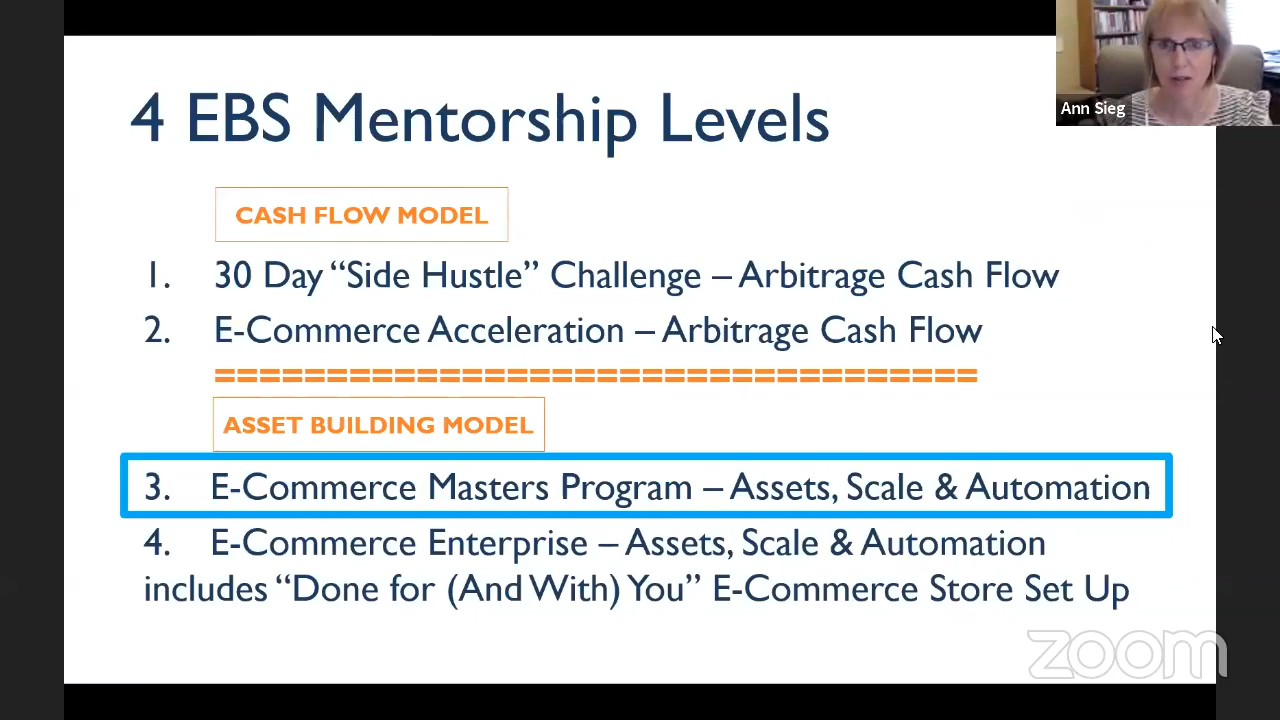 4 EBS Mentorship Levels
Ann Sieg
CASH FLOW MODEL
1. 30 Day “Side Hustle” Challenge – Arbitrage Cash Flow
2. E-Commerce Acceleration – Arbitrage Cash Flow
==================================
ASSET BUILDING MODEL
3. E-Commerce Masters Program – Assets, Scale & Automation
4. E-Commerce Enterprise – Assets, Scale & Automation
includes “Done for (And With) You” E-Commerce Store Set Up
zoom